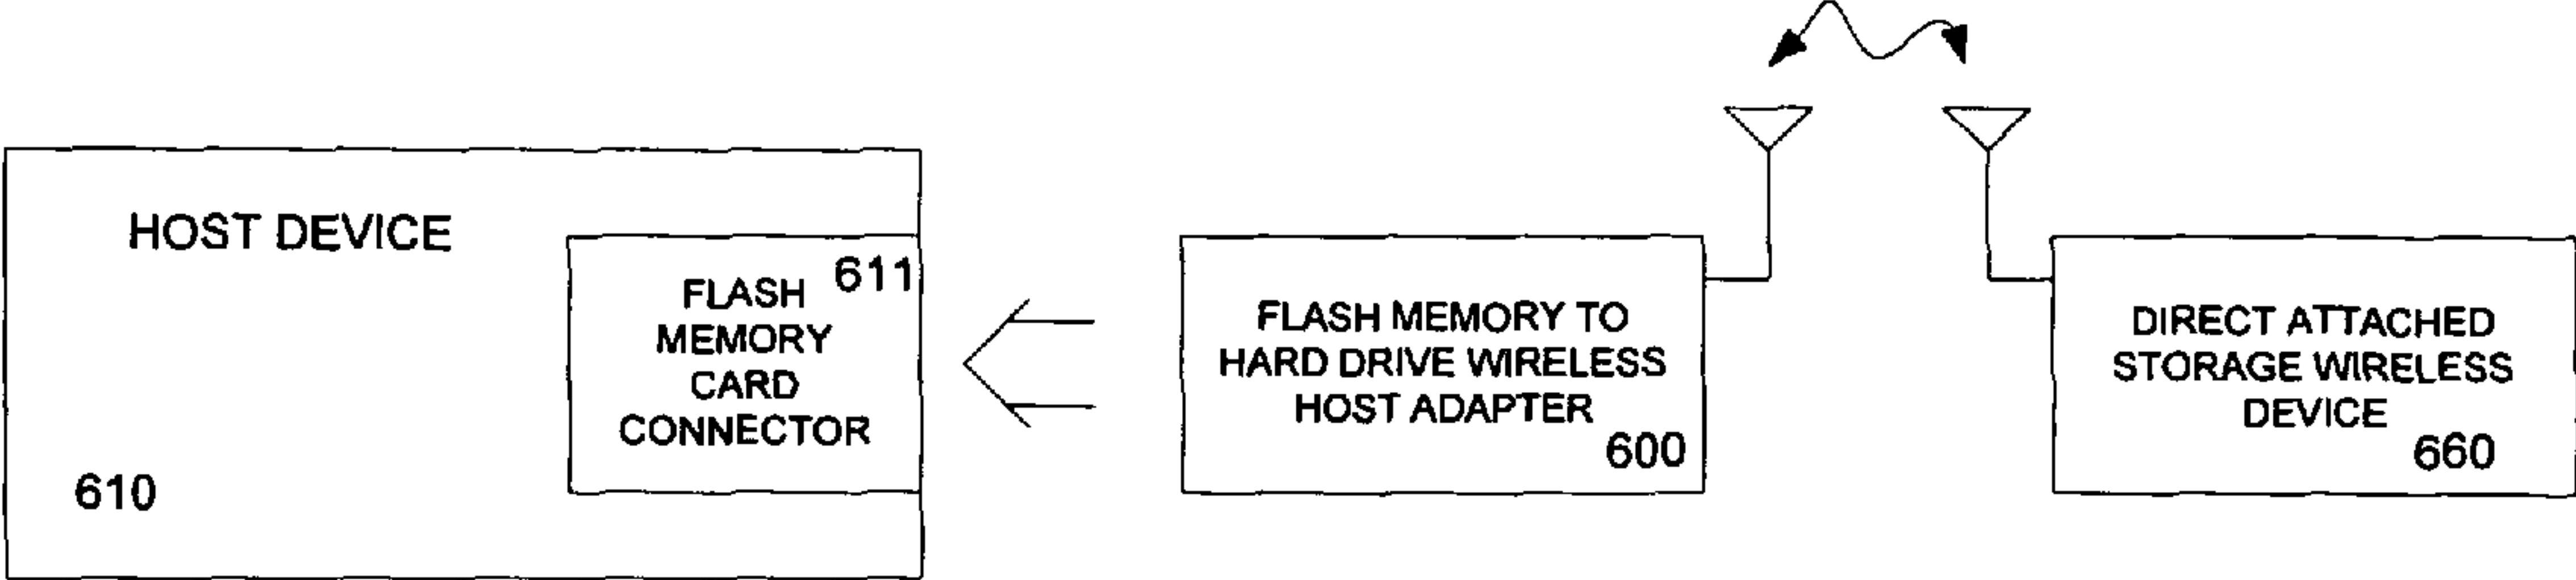 HOST DEVICE
610
611
FLASH
MEMORY
CARD
CONNECTOR
FLASH MEMORY TO
HARD DRIVE WIRELESS
HOST ADAPTER
600
DIRECT ATTACHED
STORAGE WIRELESS
DEVICE
660